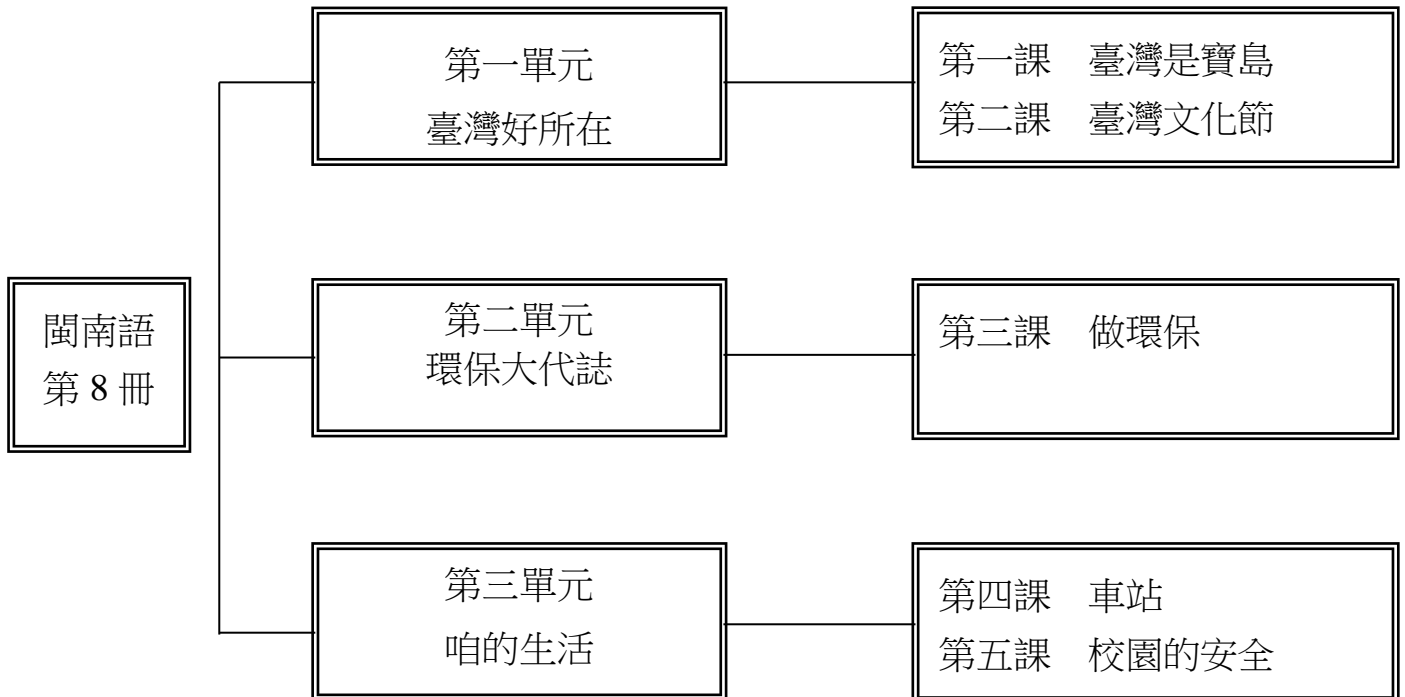 閩南語
第 8 冊
第一單元
臺灣好所在
第一課　臺灣是寶島
第二課　臺灣文化節
第二單元
環保大代誌
第三課　做環保
第三單元
咱的生活
第四課　車站
第五課　校園的安全